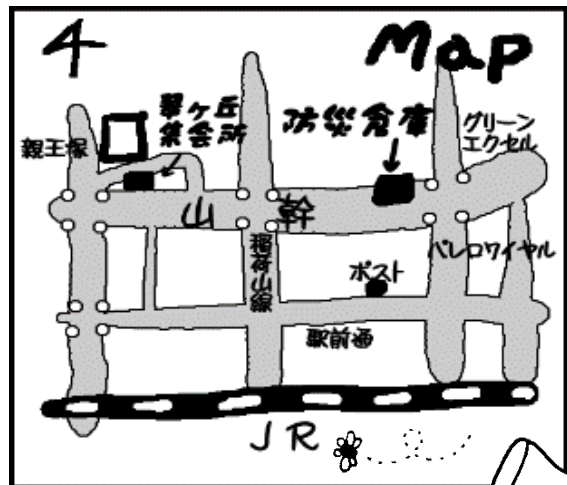 4
Map
翠ヶ丘
集会所
防災倉庫
グリーン
エクセル
親王塚
山幹
稲荷山線
パレロワイヤル
ポスト
駅前通
JR